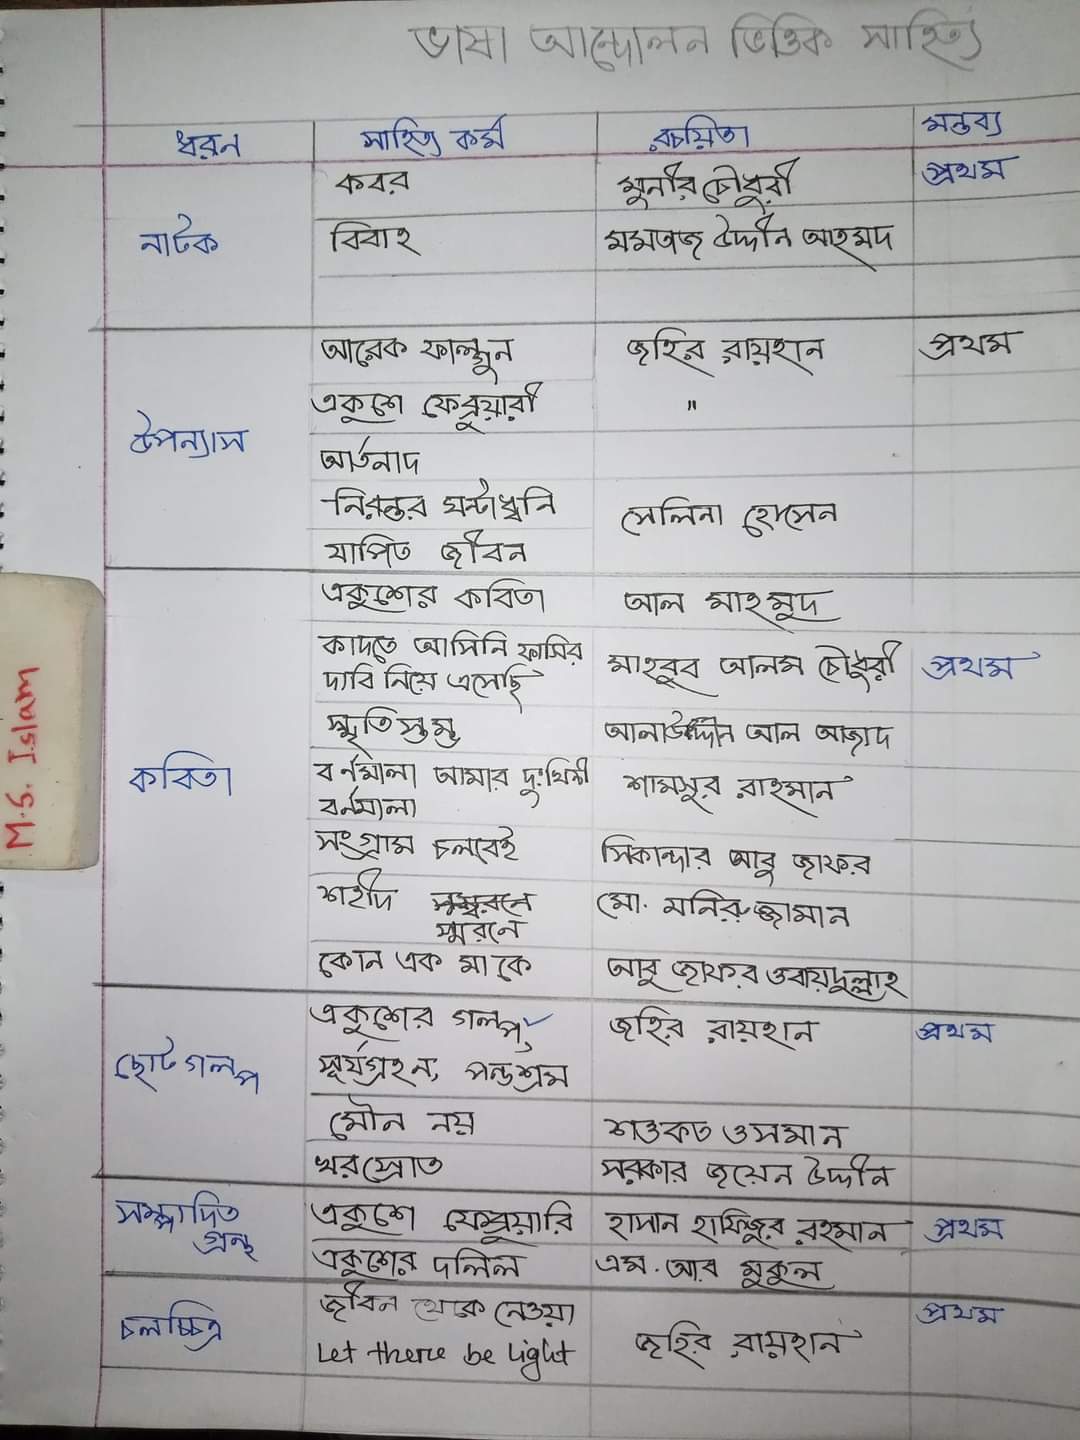 ভাষা আন্দোলন ভিত্তিক সাহিত্য
ধরন সাহিত্য কর্ম রচয়িতা মন্তব্য
কবর মুনীর চৌধুরী প্রথম
নাটক বিবাহ মমতাজ উদ্দীন আহমদ
আরেক ফাল্গুন জহির রায়হান প্রথম
একুশে ফেব্রুয়ারী "
উপন্যাস
আর্তনাদ
নিরন্তর ঘন্টাধ্বনি সেলিনা হোসেন
যাপিত জীবন
একুশের কবিতা আল মাহমুদ
কাদতে আসিনি ফাসির
দাবি নিয়ে এসেছি মাহবুব আলম চৌধুরী প্রথম
স্মৃতিস্তম্ভ আলাউদ্দীন আল আজাদ
কবিতা
বর্নমালা আমার দুঃখিনী
বর্নমালা শামসুর রাহমান
সংগ্রাম চলবেই সিকান্দার আবু জাফর
শহীদ
স্মরনে মো. মনিরুজ্জামান
কোন এক মা কে আবু জাফর ওবায়দুল্লাহ
একুশের গল্প, জহির রায়হান প্রথম
ছোট গল্প
সূর্যগ্রহন, পন্ডশ্রম
মৌন নয় শওকত ওসমান
খরস্রোত সরকার জয়েন উদ্দীন
সম্পাদিত
গ্রন্থ
একুশে ফেব্রুয়ারি হাসান হাফিজুর রহমান প্রথম
একুশের দলিল এম. আর মুকুল
চলচ্চিত্র
জীবন থেকে নেওয়া প্রথম
Let there be light জহির রায়হান
M.S. Islam